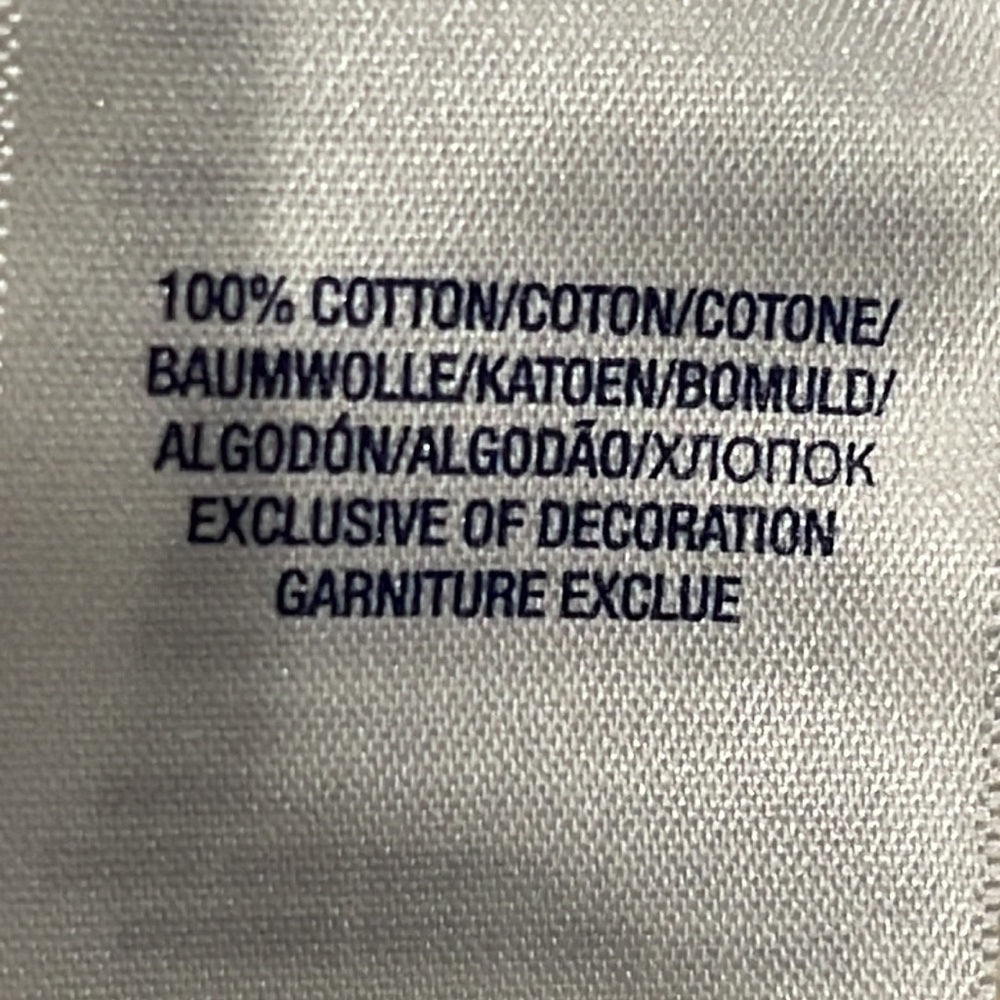 100% COTTON/COTON/COTONE/
BAUMWOLLE/KATOEN/BOMULD/
ALGODÓN/ALGODÃO/ХЛОПОК
EXCLUSIVE OF DECORATION
GARNITURE EXCLUE